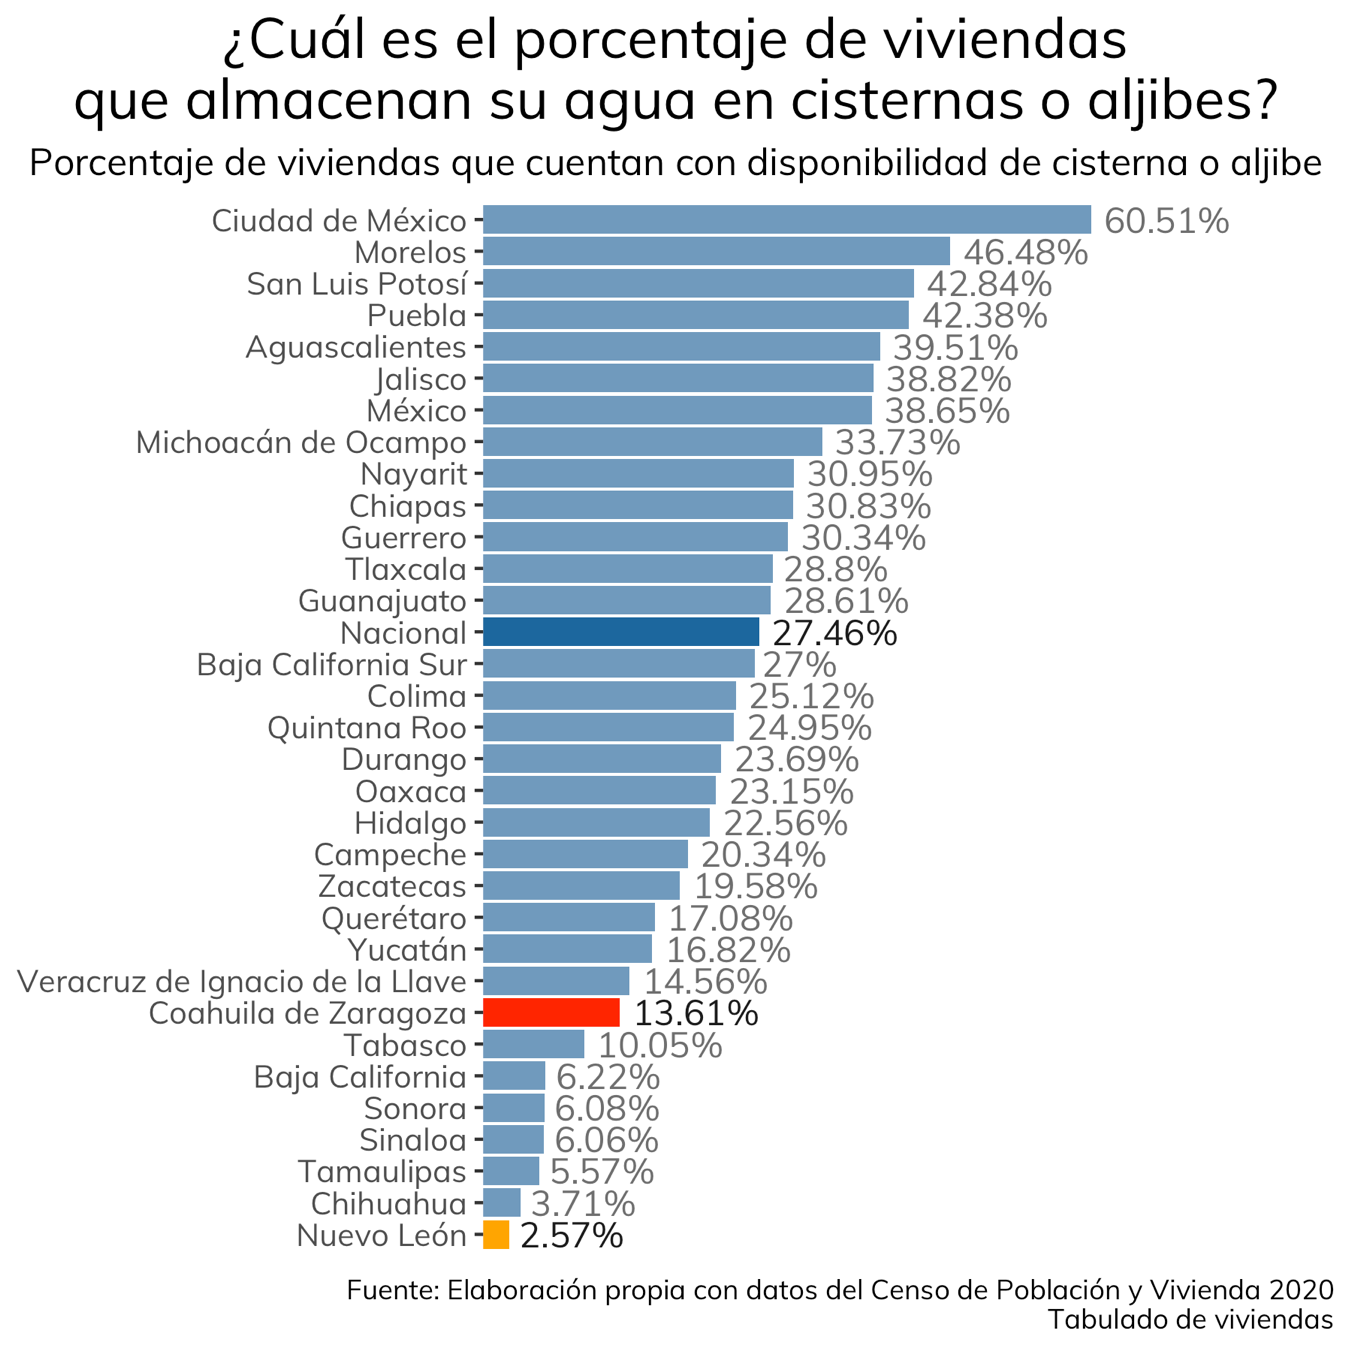 ¿Cuál es el porcentaje de viviendas
que almacenan su agua en cisternas o aljibes?
Porcentaje de viviendas que cuentan con disponibilidad de cisterna o aljibe
Ciudad de México 60.51%
Morelos 46.48%
San Luis Potosí 42.84%
Puebla 42.38%
Aguascalientes 39.51%
Jalisco 38.82%
México 38.65%
Michoacán de Ocampo 33.73%
Nayarit 30.95%
Chiapas 30.83%
Guerrero 30.34%
Tlaxcala 28.8%
Guanajuato 28.61%
Nacional 27.46%
Baja California Sur 27%
Colima 25.12%
Quintana Roo 24.95%
Durango 23.69%
Oaxaca 23.15%
Hidalgo 22.56%
Campeche 20.34%
Zacatecas 19.58%
Querétaro 17.08%
Yucatán 16.82%
Veracruz de Ignacio de la Llave 14.56%
Coahuila de Zaragoza 13.61%
Tabasco 10.05%
Baja California 6.22%
Sonora 6.08%
Sinaloa 6.06%
Tamaulipas 5.57%
Chihuahua 3.71%
Nuevo León 2.57%
Fuente: Elaboración propia con datos del Censo de Población y Vivienda 2020
Tabulado de viviendas